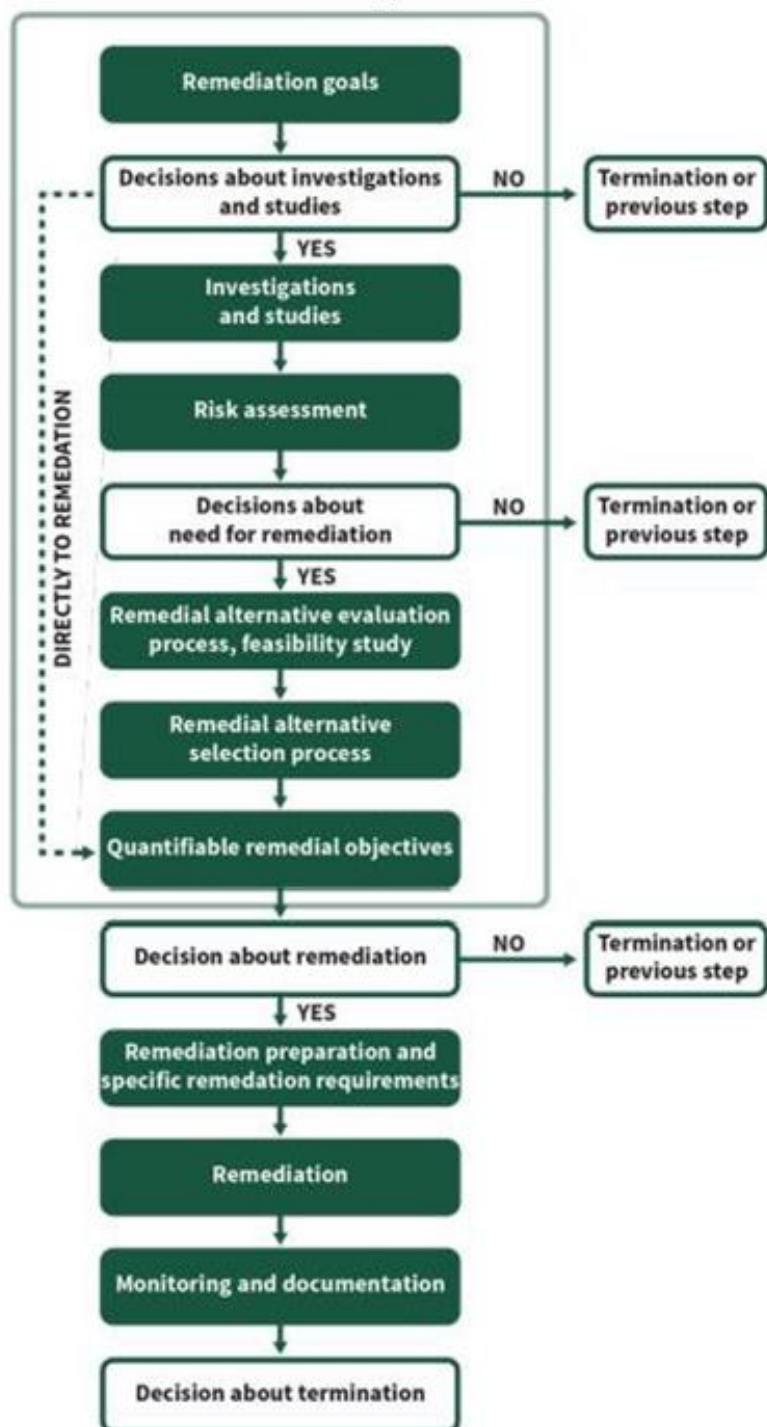 Remediation goals
Decisions about investigations
and studies
NO
Termination or
previous step
YES
Investigations
and studies
Risk assessment
DIRECTLY TO REMEDATION
Decisions about
need for remediation
NO
Termination or
previous step
YES
Remedial alternative evaluation
process, feasibility study
Remedial alternative
selection process
Quantifiable remedial objectives
Decision about remediation
NO
Termination or
previous step
YES
Remediation preparation and
specific remedation requirements
Remediation
Monitoring and documentation
Decision about termination